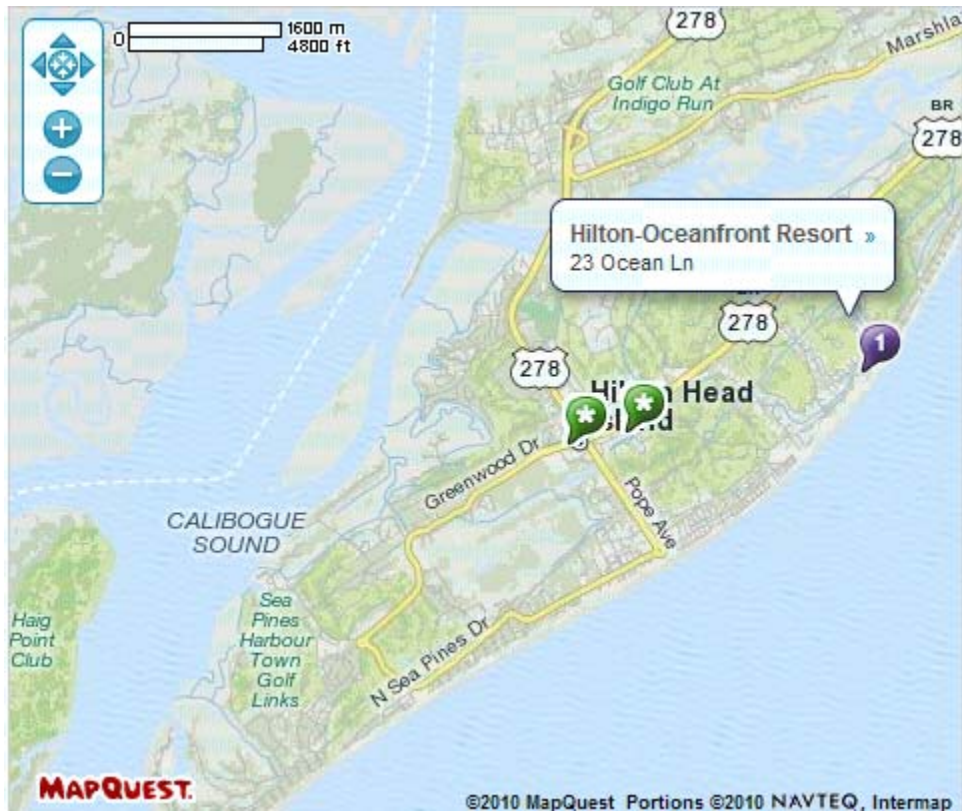 0
1600 m
4800 ft
278
Marshla
Golf Club At
Indigo Run
BR
278
Hilton-Oceanfront Resort »
23 Ocean Ln
278
1
278
Head
*
*
Greenwood Dr
Pope Ave
CALIBOGUE
SOUND
Sea
Pines
Harbour
Town
Golf
Links
Haig
Point
Club
N Sea Pines Dr
MAPQUEST.
©2010 MapQuest Portions ©2010 NAVTEQ, Intermap